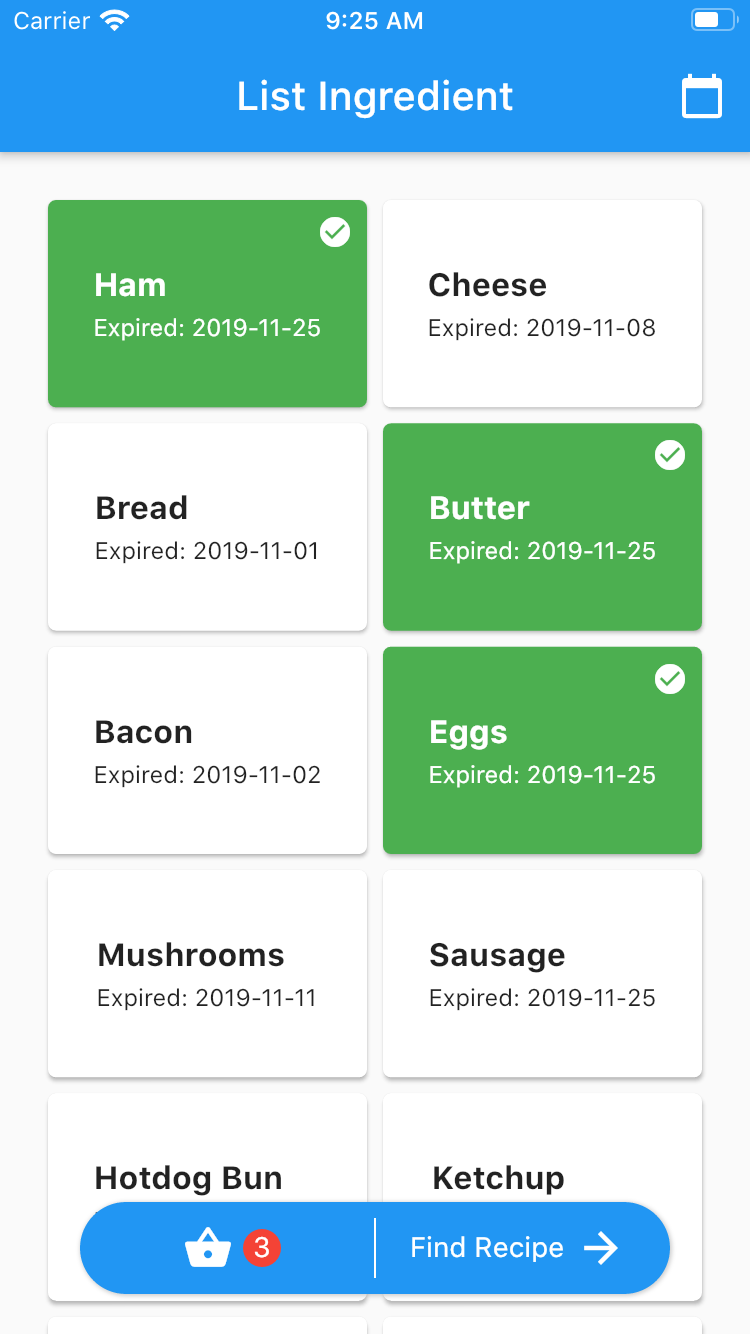 Carrier 9:25 AM
List Ingredient
Ham
Expired: 2019-11-25
Cheese
Expired: 2019-11-08
Bread
Expired: 2019-11-01
Butter
Expired: 2019-11-25
Bacon
Expired: 2019-11-02
Eggs
Expired: 2019-11-25
Mushrooms
Expired: 2019-11-11
Sausage
Expired: 2019-11-25
Hotdog Bun
Ketchup
3 Find Recipe